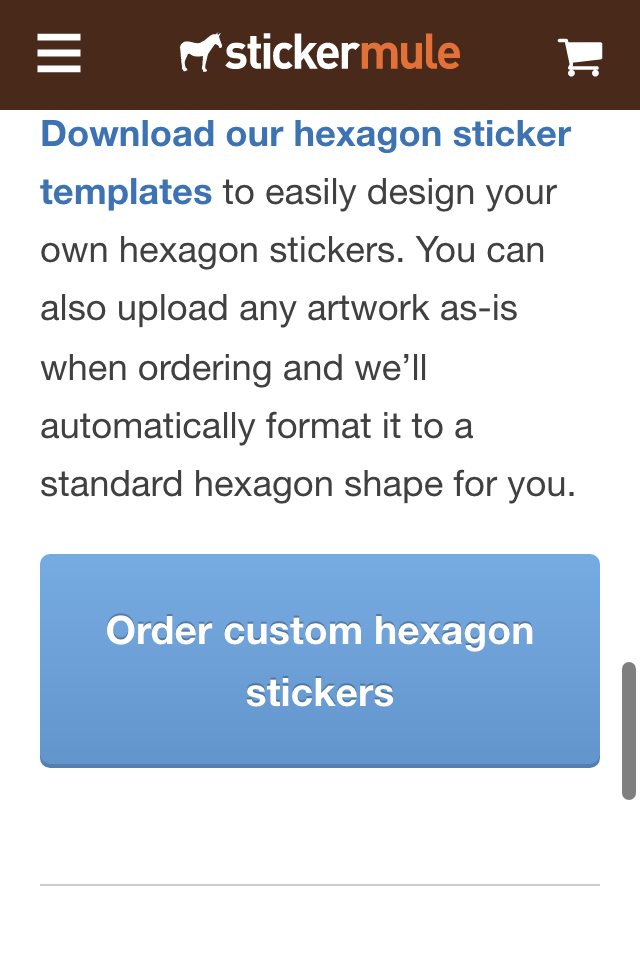 stickermule
Download our hexagon sticker
templates to easily design your
own hexagon stickers. You can
also upload any artwork as-is
when ordering and we’ll
automatically format it to a
standard hexagon shape for you.
Order custom hexagon
stickers